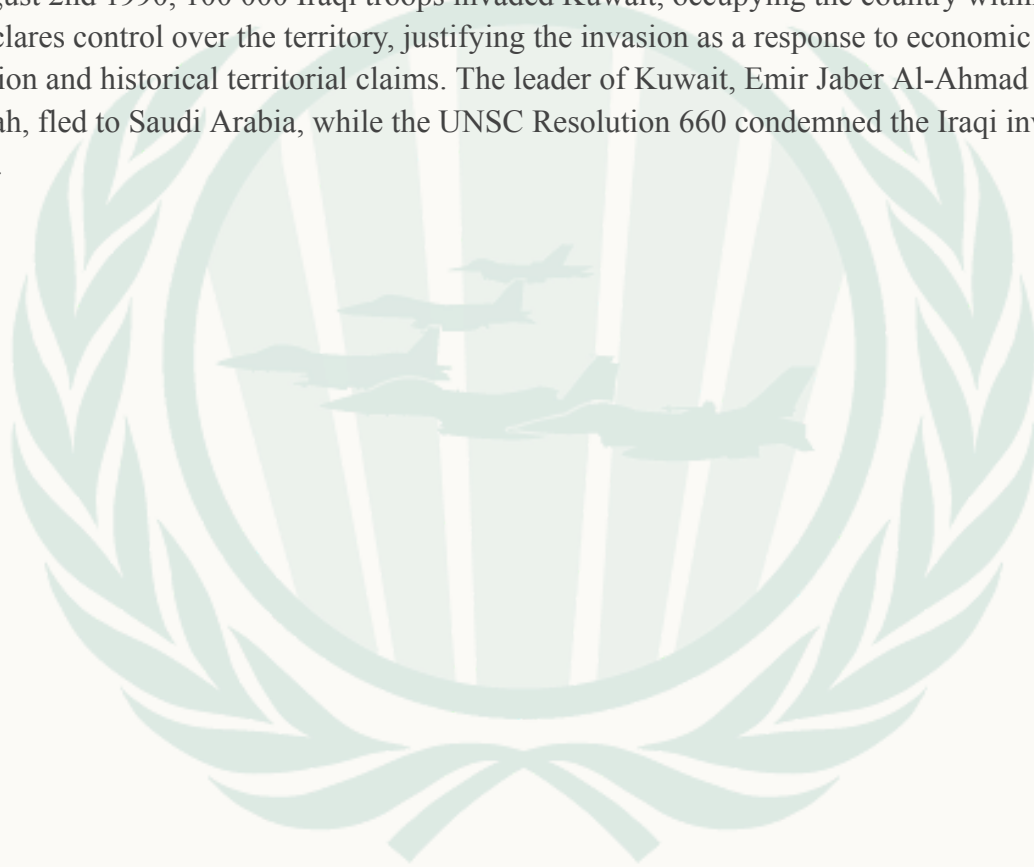 gust 2nd 1990, 100 000 Iraqi troops invaded Kuwait, occupying the country within
clares control over the territory, justifying the invasion as a response to economic
ion and historical territorial claims. The leader of Kuwait, Emir Jaber Al-Ahmad
ah, fled to Saudi Arabia, while the UNSC Resolution 660 condemned the Iraqi inv